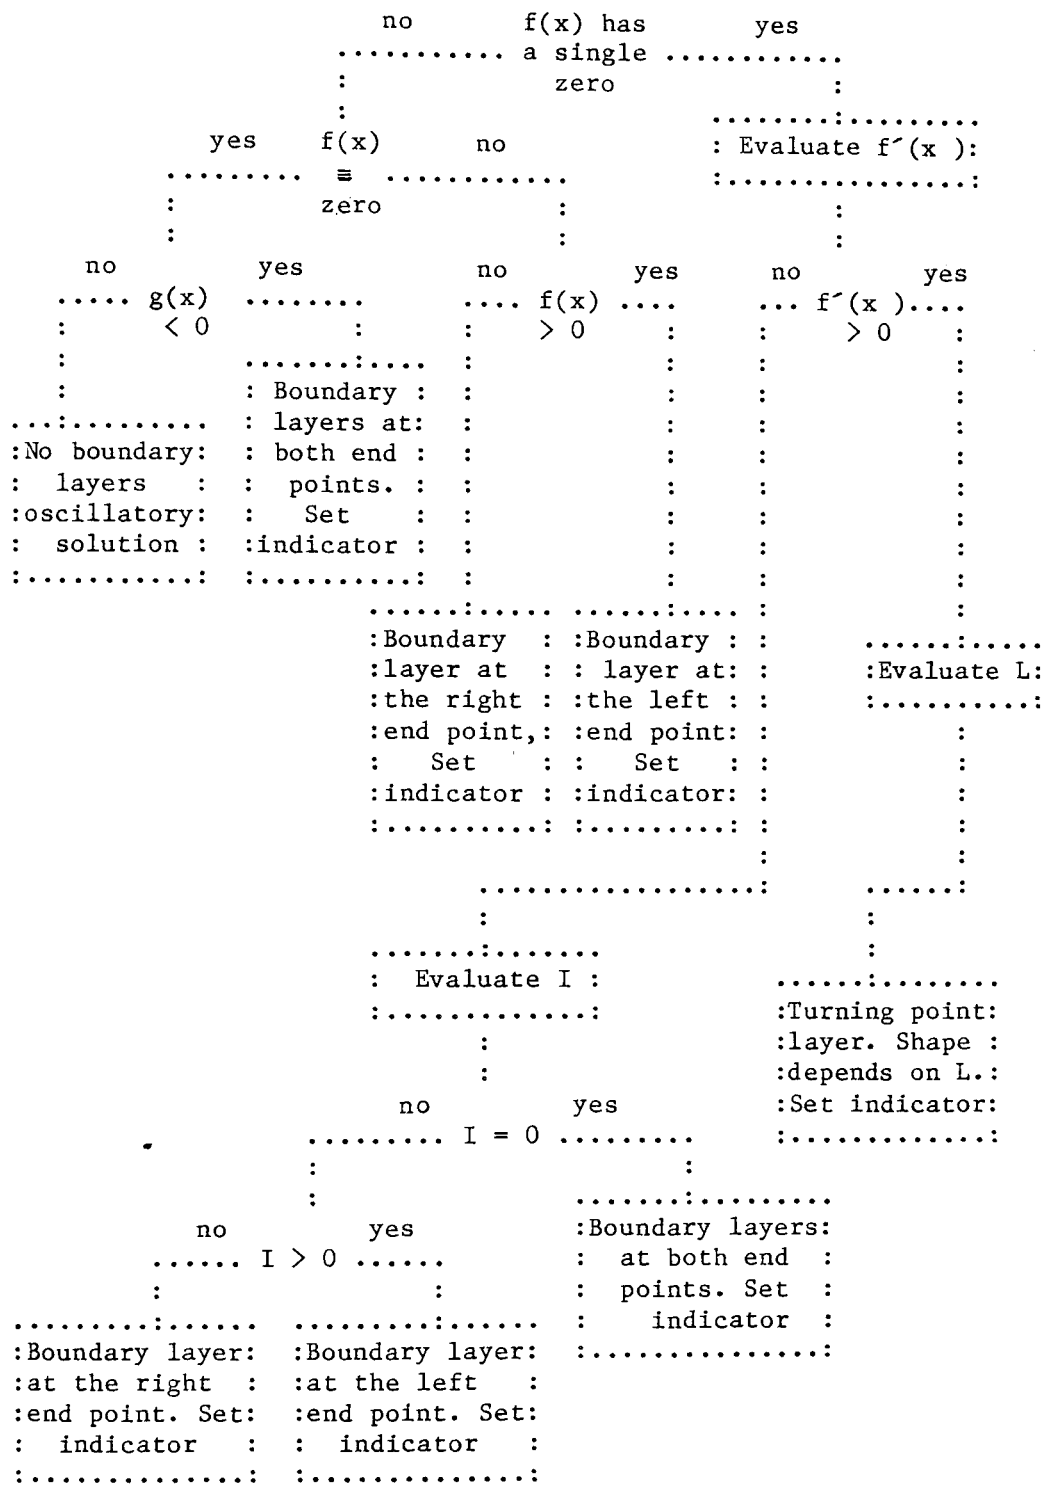 no f(x) has yes
a single
zero
yes f(x) no
≡
zero
Evaluate f´(x ):
no yes
g(x)
< 0
no yes
f(x)
> 0
no yes
f´(x )
> 0
Boundary
layers at
both end
points.
Set
indicator
No boundary
layers
oscillatory
solution
Boundary
layer at
the right
end point,
Set
indicator
Boundary
layer at
the left
end point
Set
indicator
Evaluate L
Evaluate I
Turning point
layer. Shape
depends on L.
Set indicator
no yes
I = 0
Boundary layers
at both end
points. Set
indicator
no yes
I > 0
Boundary layer
at the right
end point. Set
indicator
Boundary layer
at the left
end point. Set
indicator